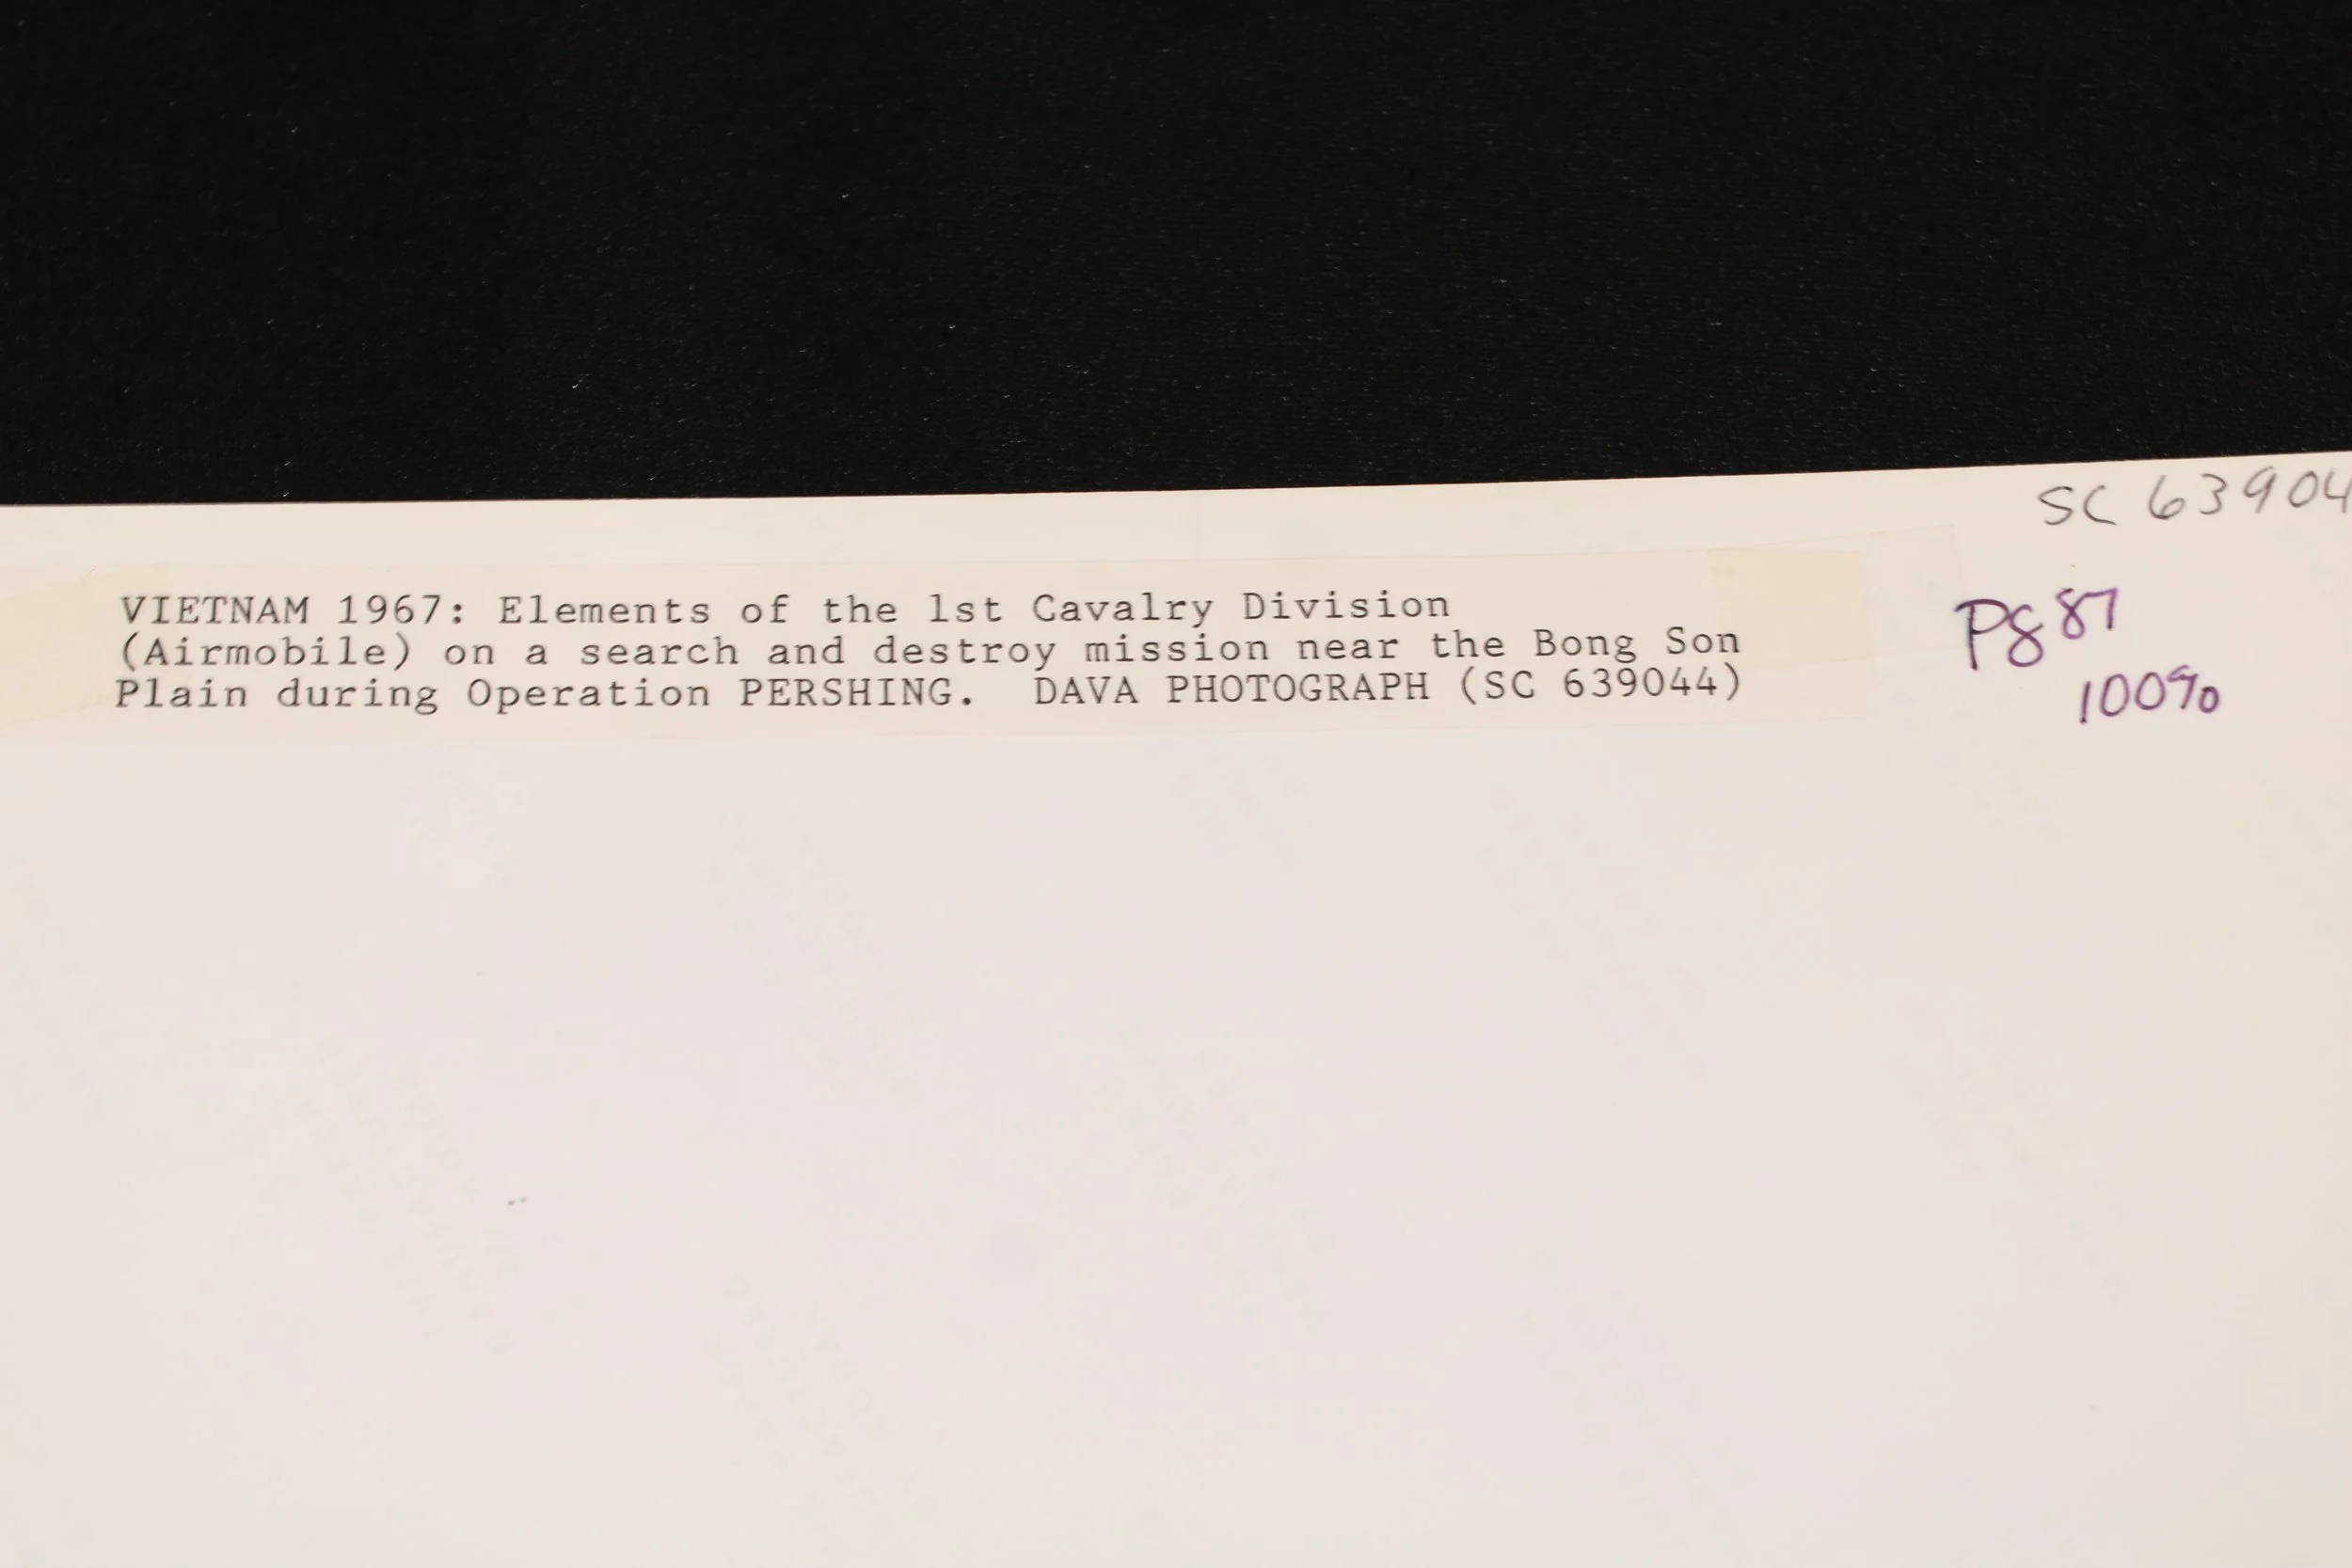 SC 63904
VIETNAM 1967: Elements of the 1st Cavalry Division
(Airmobile) on a search and destroy mission near the Bong Son
Plain during Operation PERSHING. DAVA PHOTOGRAPH (SC 639044)
Pg 87
100%